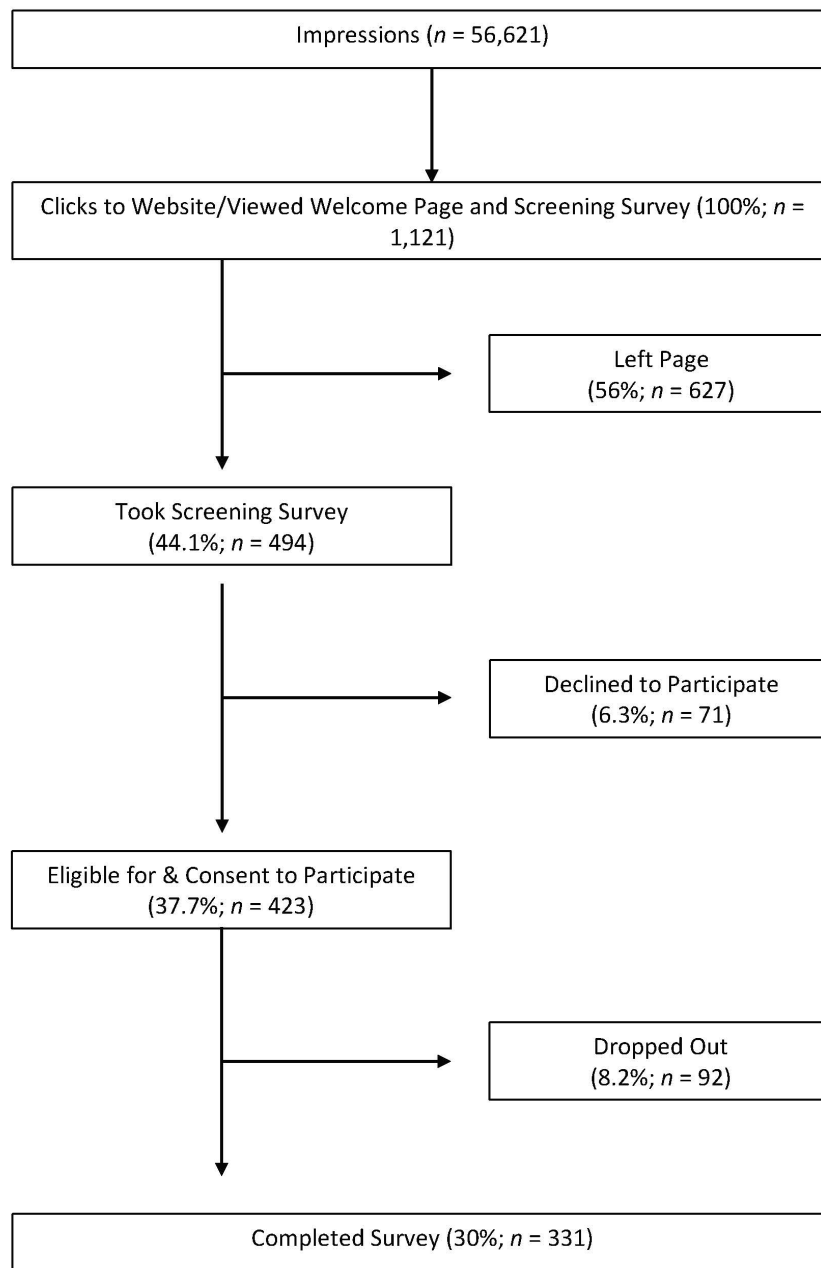 Impressions (n = 56,621)
Clicks to Website/Viewed Welcome Page and Screening Survey (100%; n =
1,121)
Left Page
(56%; n = 627)
Took Screening Survey
(44.1%; n = 494)
Declined to Participate
(6.3%; n = 71)
Eligible for & Consent to Participate
(37.7%; n = 423)
Dropped Out
(8.2%; n = 92)
Completed Survey (30%; n = 331)